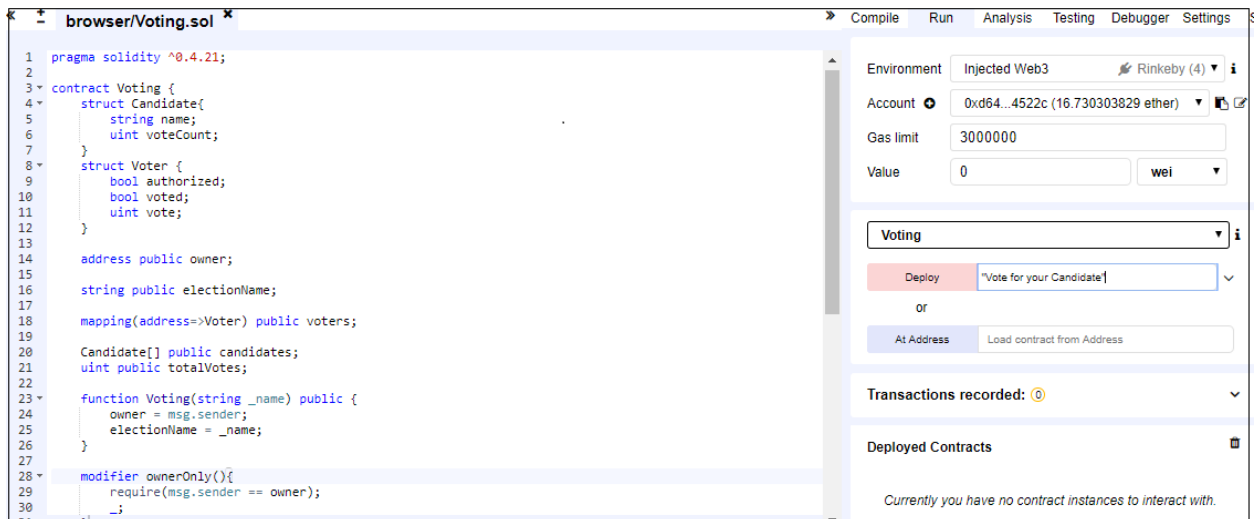 browser/Voting.sol
1 pragma solidity ^0.4.21;
2
3 contract Voting {
4     struct Candidate{
5         string name;
6         uint voteCount;
7     }
8     struct Voter {
9         bool authorized;
10         bool voted;
11         uint vote;
12     }
13
14     address public owner;
15
16     string public electionName;
17
18     mapping(address=>Voter) public voters;
19
20     Candidate[] public candidates;
21     uint public totalVotes;
22
23     function Voting(string _name) public {
24         owner = msg.sender;
25         electionName = _name;
26     }
27
28     modifier ownerOnly(){
29         require(msg.sender == owner);
30         _;
Compile Run Analysis Testing Debugger Settings
Environment Injected Web3 Rinkeby (4) i
Account 0xd64...4522c (16.730303829 ether)
Gas limit 3000000
Value 0 wei
Voting i
Deploy "Vote for your Candidate"
or
At Address Load contract from Address
Transactions recorded: 0
Deployed Contracts
Currently you have no contract instances to interact with.